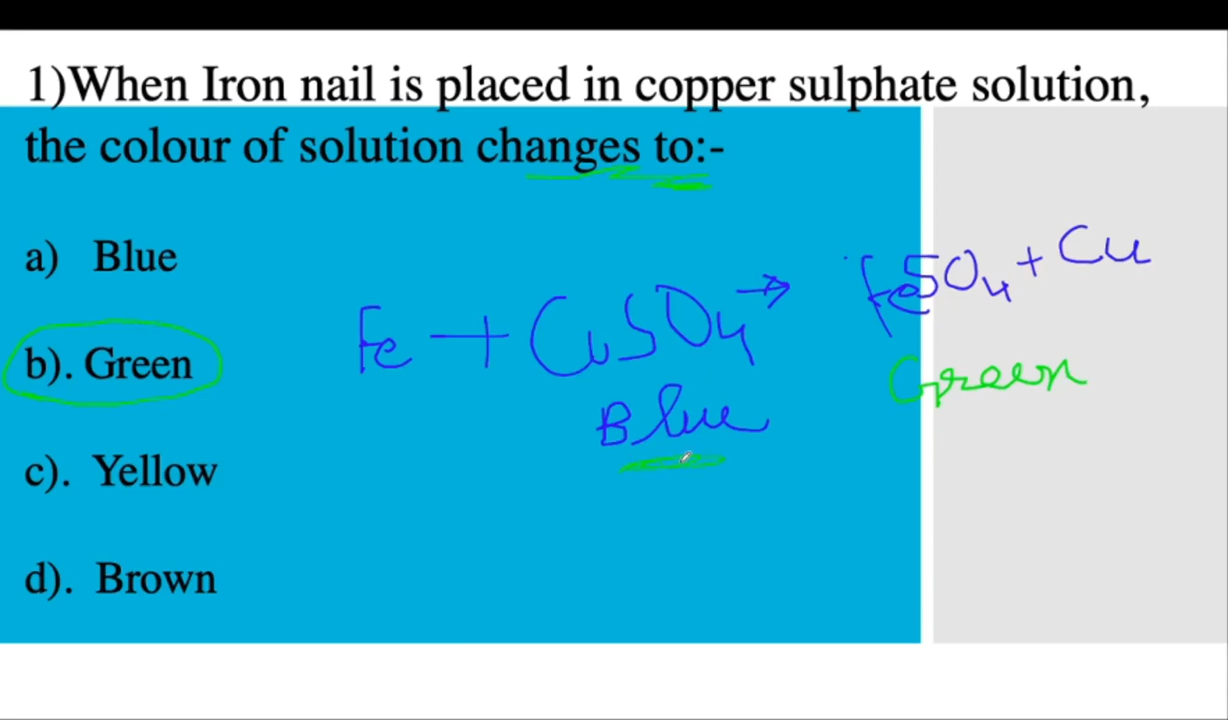 1)When Iron nail is placed in copper sulphate solution,
the colour of solution changes to:-
a) Blue
b). Green
c). Yellow
d). Brown
Fe + CuSO4 → FeSO4 + Cu
Blue
Green